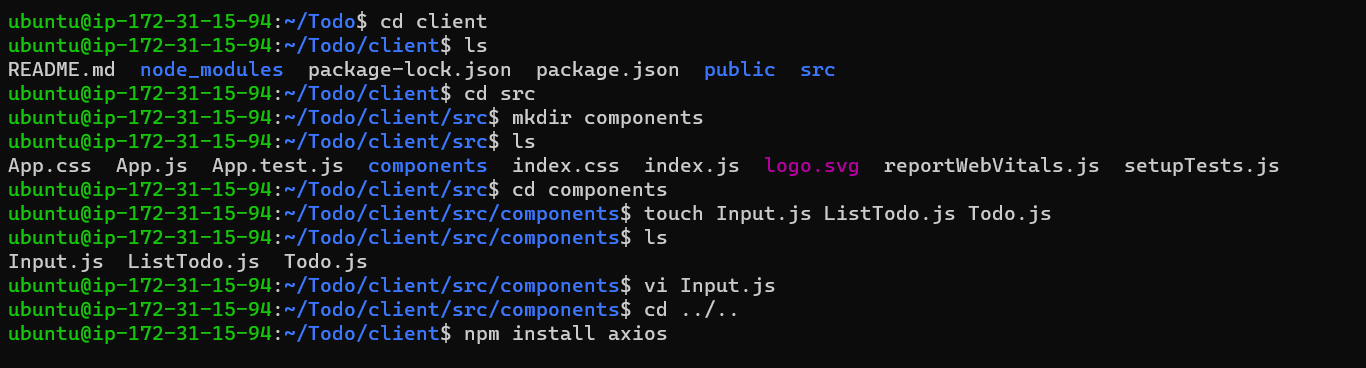 ubuntu@ip-172-31-15-94:~/Todo$ cd client
ubuntu@ip-172-31-15-94:~/Todo/client$ ls
README.md  node_modules  package-lock.json  package.json  public  src
ubuntu@ip-172-31-15-94:~/Todo/client$ cd src
ubuntu@ip-172-31-15-94:~/Todo/client/src$ mkdir components
ubuntu@ip-172-31-15-94:~/Todo/client/src$ ls
App.css  App.js  App.test.js  components  index.css  index.js  logo.svg  reportWebVitals.js  setupTests.js
ubuntu@ip-172-31-15-94:~/Todo/client/src$ cd components
ubuntu@ip-172-31-15-94:~/Todo/client/src/components$ touch Input.js ListTodo.js Todo.js
ubuntu@ip-172-31-15-94:~/Todo/client/src/components$ ls
Input.js  ListTodo.js  Todo.js
ubuntu@ip-172-31-15-94:~/Todo/client/src/components$ vi Input.js
ubuntu@ip-172-31-15-94:~/Todo/client/src/components$ cd ../..
ubuntu@ip-172-31-15-94:~/Todo/client$ npm install axios